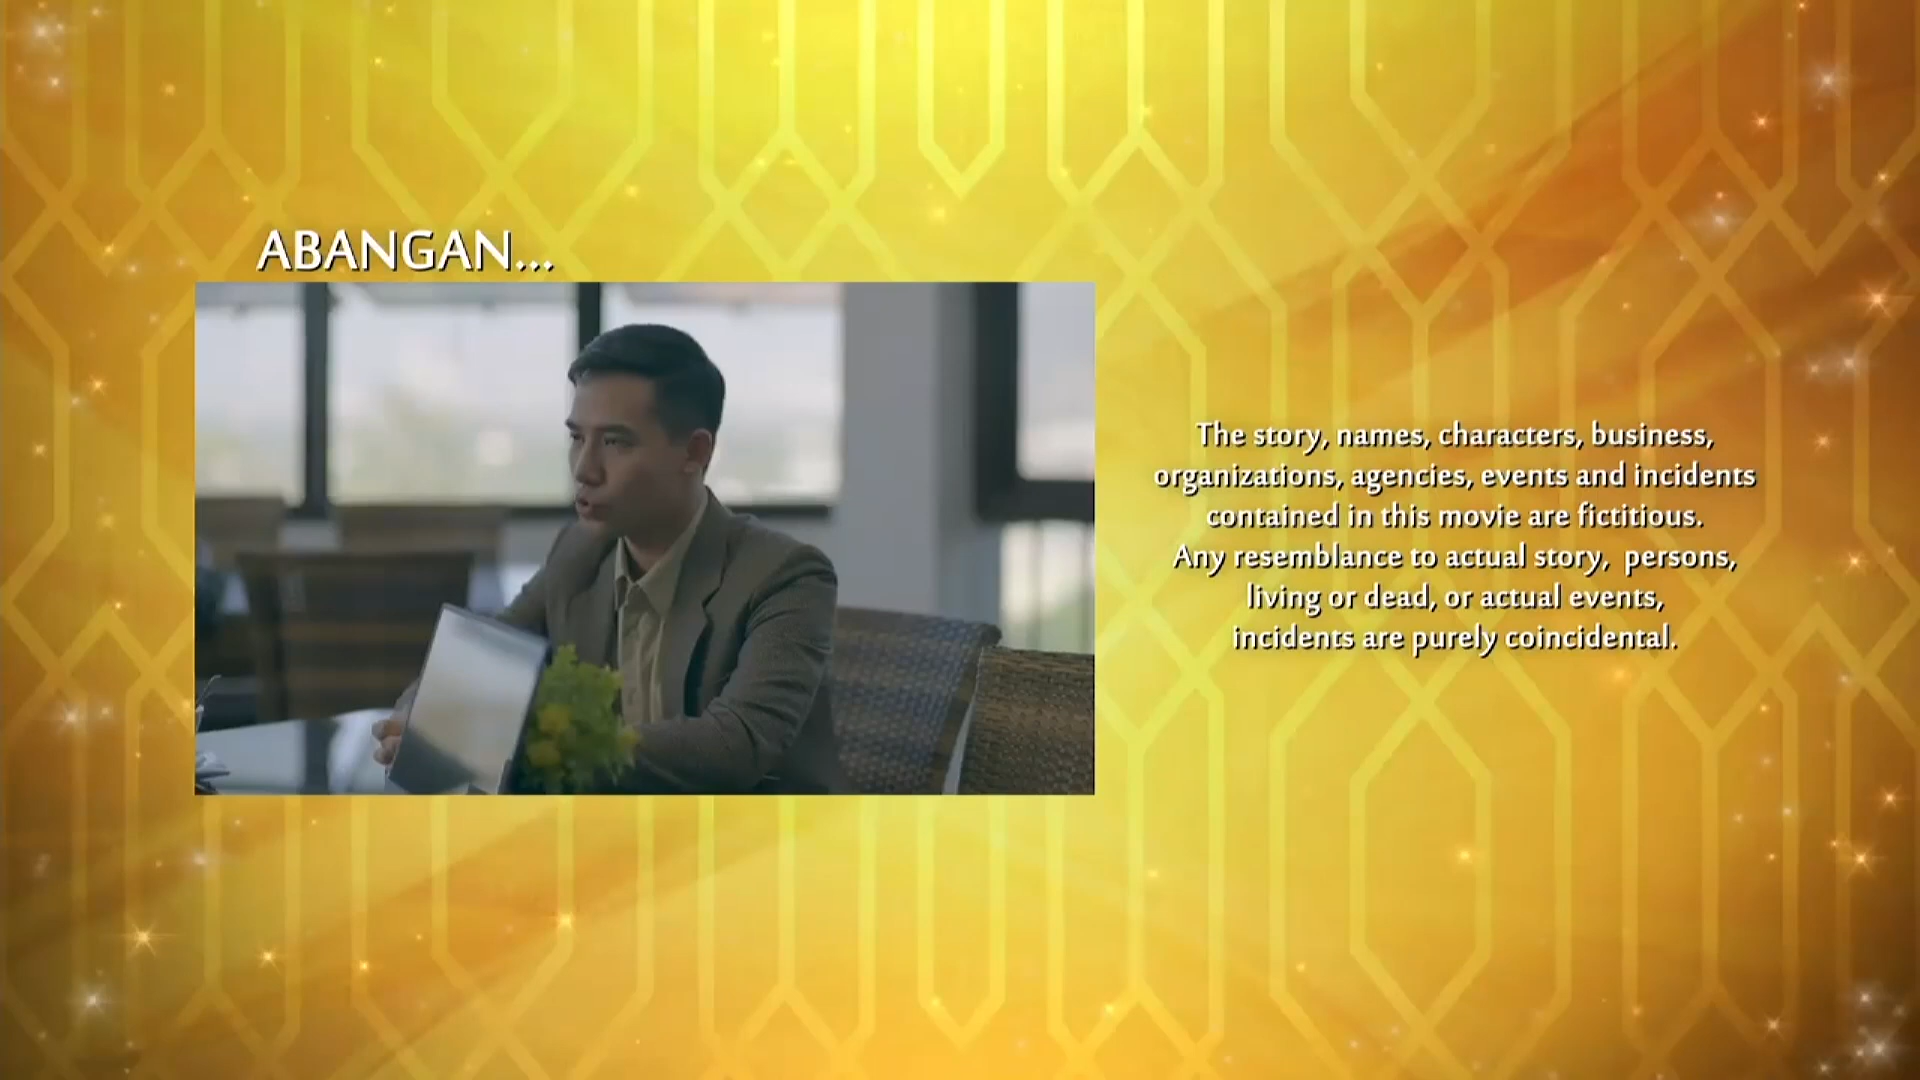 ABANGAN...
The story, names, characters, business,
organizations, agencies, events and incidents
contained in this movie are fictitious.
Any resemblance to actual story, persons,
living or dead, or actual events,
incidents are purely coincidental.